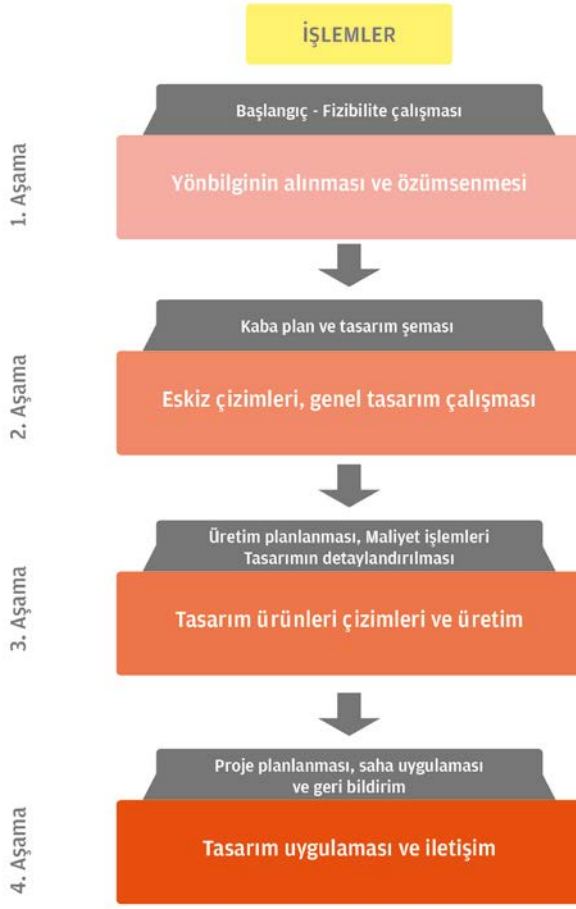 İŞLEMLER
1. Aşama
Başlangıç - Fizibilite çalışması
Yönbilginin alınması ve özümsenmesi
2. Aşama
Kaba plan ve tasarım şeması
Eskiz çizimleri, genel tasarım çalışması
3. Aşama
Üretim planlanması, Maliyet işlemleri
Tasarımın detaylandırılması
Tasarım ürünleri çizimleri ve üretim
4. Aşama
Proje planlanması, saha uygulaması
ve geri bildirim
Tasarım uygulaması ve iletişim